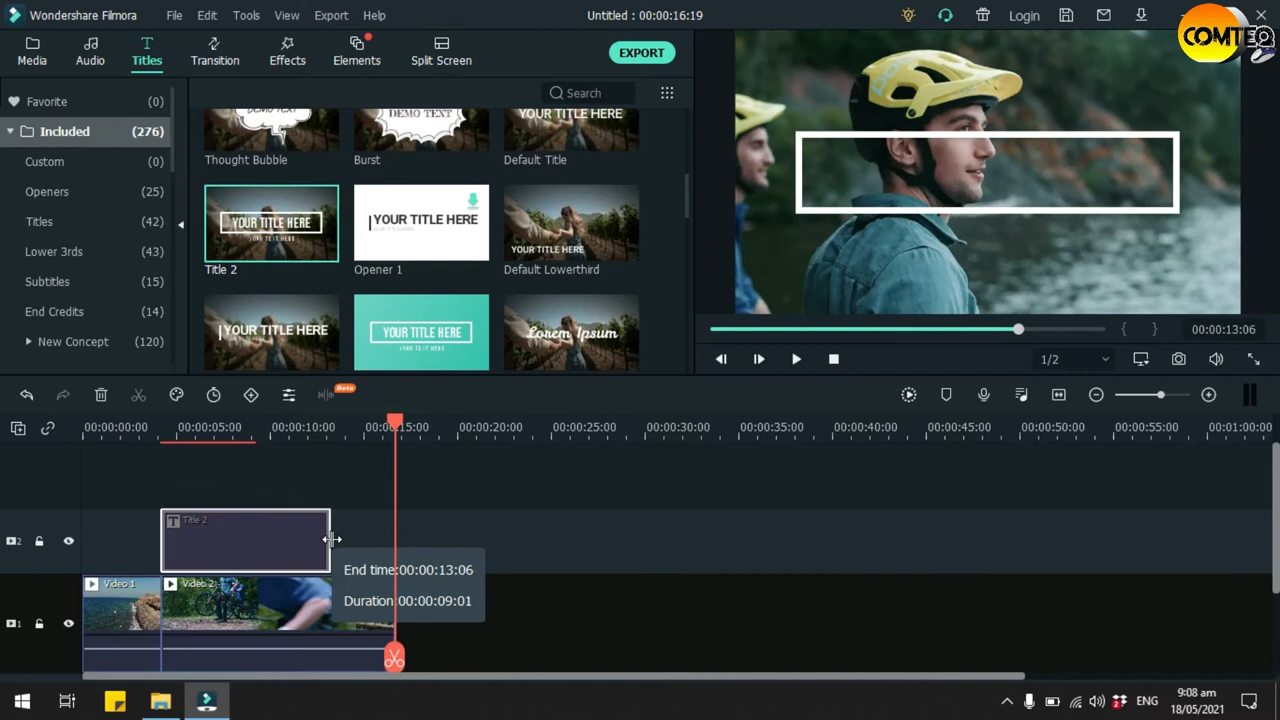 Wondershare Filmora
File
Edit
Tools
View
Export
Help
Untitled : 00:00:16:19
Login
COMTEQ
Media
Audio
Titles
Transition
Effects
Elements
Split Screen
EXPORT
Favorite
(0)
Search
Included
(276)
DEMO TEXT
DEMO TEXT
YOUR TITLE HERE
Custom
(0)
Thought Bubble
Burst
Default Title
Openers
(25)
Titles
(42)
YOUR TITLE HERE
YOUR TEXT HERE
YOUR TITLE HERE
YOUR TITLE HERE
Lower 3rds
(43)
Title 2
Opener 1
Default Lowerthird
Subtitles
(15)
End Credits
(14)
YOUR TITLE HERE
YOUR TITLE HERE
Lorem Ipsum
New Concept
(120)
{ }
00:00:13:06
1/2
Beta
00:00:00:00
00:00:05:00
00:00:10:00
00:00:15:00
00:00:20:00
00:00:25:00
00:00:30:00
00:00:35:00
00:00:40:00
00:00:45:00
00:00:50:00
00:00:55:00
00:01:00:00
T Title 2
2
End time:00:00:13:06
Duration:00:00:09:01
Video 1
Video 2
1
ENG
9:08 am
18/05/2021